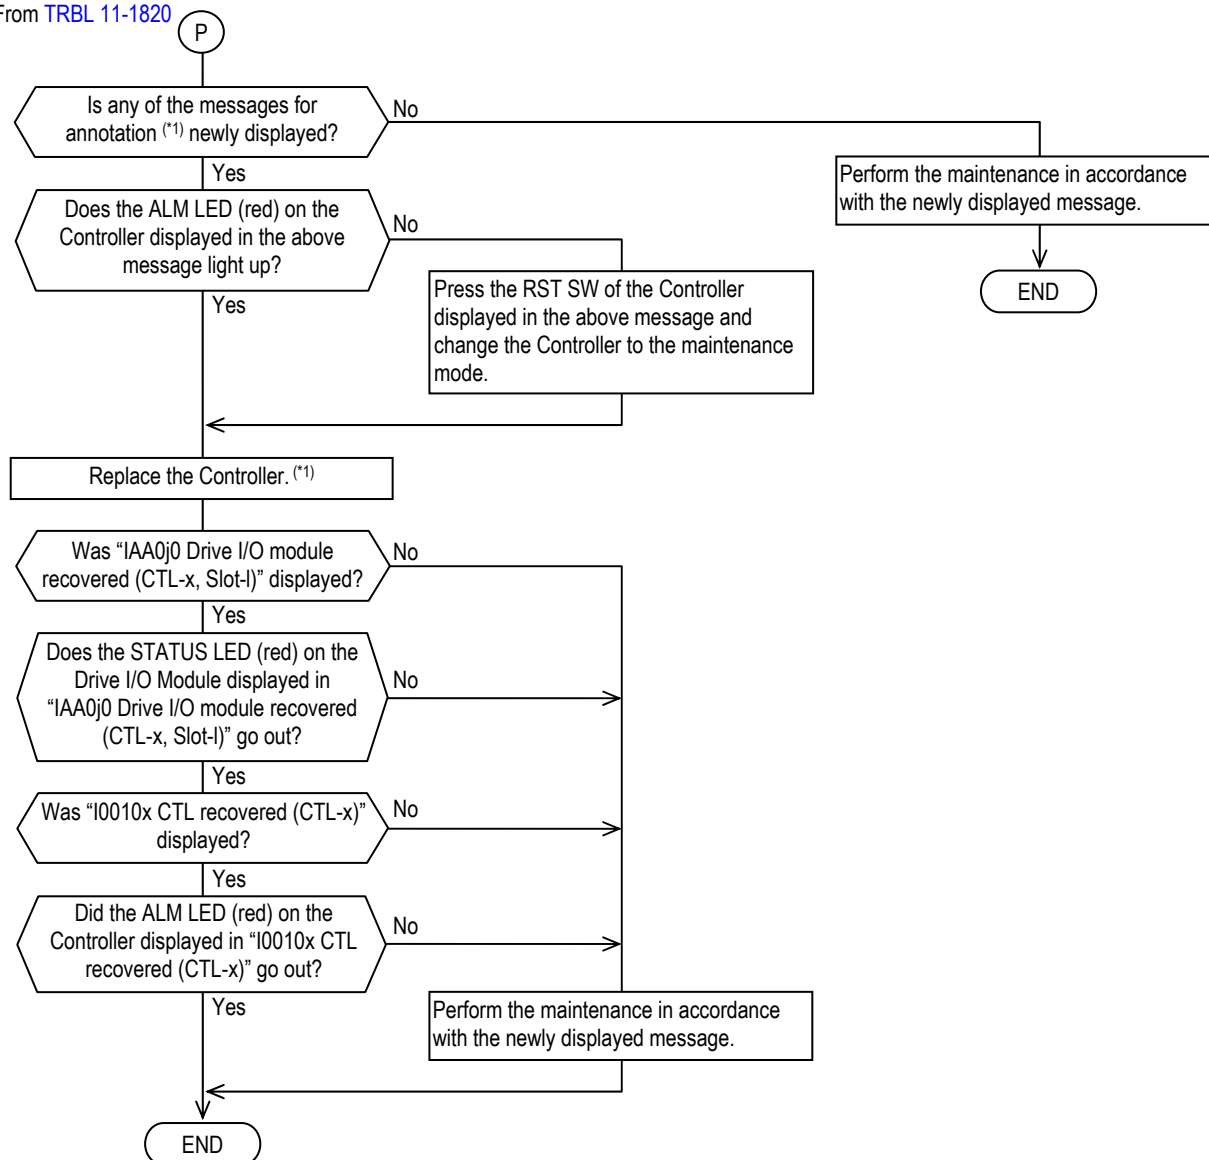 From TRBL 11-1820
P
Is any of the messages for
annotation (*1) newly displayed?
No
Yes
Perform the maintenance in accordance
with the newly displayed message.
END
Does the ALM LED (red) on the
Controller displayed in the above
message light up?
No
Yes
Press the RST SW of the Controller
displayed in the above message and
change the Controller to the maintenance
mode.
Replace the Controller. (*1)
Was “IAA0j0 Drive I/O module
recovered (CTL-x, Slot-l)” displayed?
No
Yes
Does the STATUS LED (red) on the
Drive I/O Module displayed in
“IAA0j0 Drive I/O module recovered
(CTL-x, Slot-l)” go out?
No
Yes
Was “I0010x CTL recovered (CTL-x)”
displayed?
No
Yes
Did the ALM LED (red) on the
Controller displayed in “I0010x CTL
recovered (CTL-x)” go out?
No
Yes
Perform the maintenance in accordance
with the newly displayed message.
END